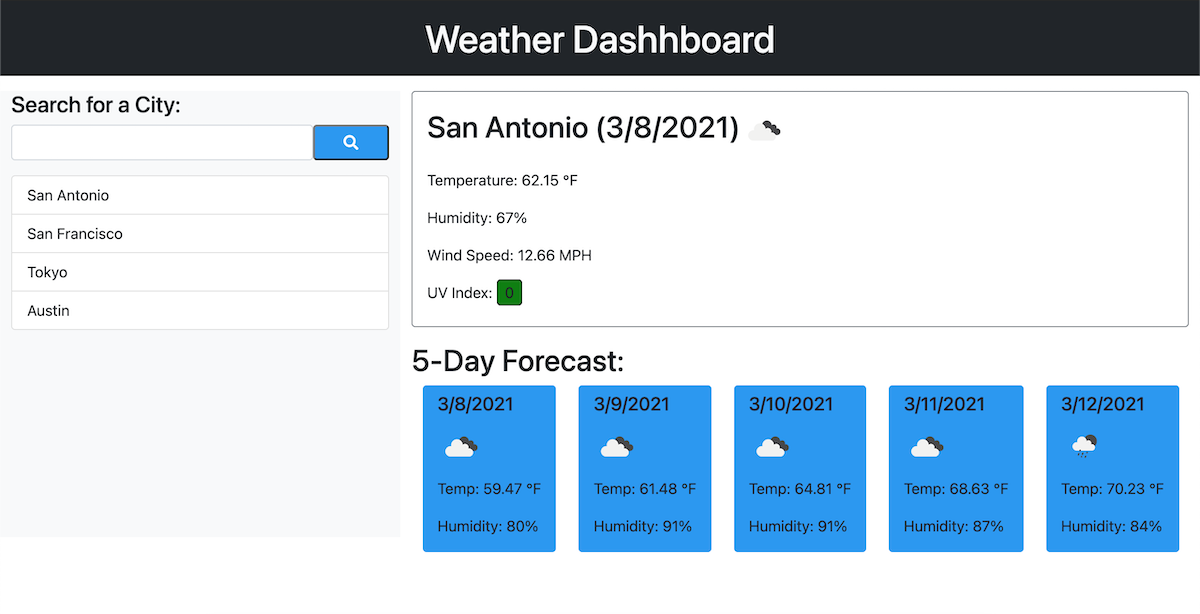 Weather Dashhboard
Search for a City:
San Antonio
San Francisco
Tokyo
Austin
San Antonio (3/8/2021)
Temperature: 62.15 °F
Humidity: 67%
Wind Speed: 12.66 MPH
UV Index: 0
5-Day Forecast:
3/8/2021
Temp: 59.47 °F
Humidity: 80%
3/9/2021
Temp: 61.48 °F
Humidity: 91%
3/10/2021
Temp: 64.81 °F
Humidity: 91%
3/11/2021
Temp: 68.63 °F
Humidity: 87%
3/12/2021
Temp: 70.23 °F
Humidity: 84%